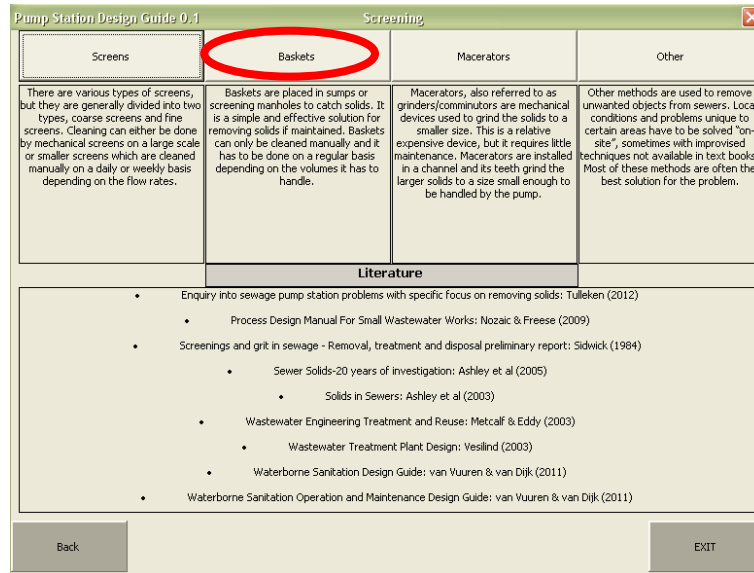 Pump Station Design Guide 0.1
Screening
Screens
Baskets
Macerators
Other
There are various types of screens,
but they are generally divided into two
types, coarse screens and fine
screens. Cleaning can either be done
by mechanical screens on a large scale
or smaller screens which are cleaned
manually on a daily or weekly basis
depending on the flow rates.
Baskets are placed in sumps or
screening manholes to catch solids. It
is a simple and effective solution for
removing solids if maintained. Baskets
can only be cleaned manually and it
has to be done on a regular basis
depending on the volumes it has to
handle.
Macerators, also referred to as
grinders/comminutors are mechanical
devices used to grind the solids to a
smaller size. This is a relative
expensive device, but it requires little
maintenance. Macerators are installed
in a channel and its teeth grind the
larger solids to a size small enough to
be handled by the pump.
Other methods are used to remove
unwanted objects from sewers. Loca
conditions and problems unique to
certain areas have to be solved "on-
site", sometimes with improvised
techniques not available in text books
Most of these methods are often the
best solution for the problem.
Literature
• Enquiry into sewage pump station problems with specific focus on removing solids: Tulleken (2012)
• Process Design Manual For Small Wastewater Works: Nozaic & Freese (2009)
• Screenings and grit in sewage - Removal, treatment and disposal preliminary report: Sidwick (1984)
• Sewer Solids-20 years of investigation: Ashley et al (2005)
• Solids in Sewers: Ashley et al (2003)
• Wastewater Engineering Treatment and Reuse: Metcalf & Eddy (2003)
• Wastewater Treatment Plant Design: Vesilind (2003)
• Waterborne Sanitation Design Guide: van Vuuren & van Dijk (2011)
• Waterborne Sanitation Operation and Maintenance Design Guide: van Vuuren & van Dijk (2011)
Back
EXIT